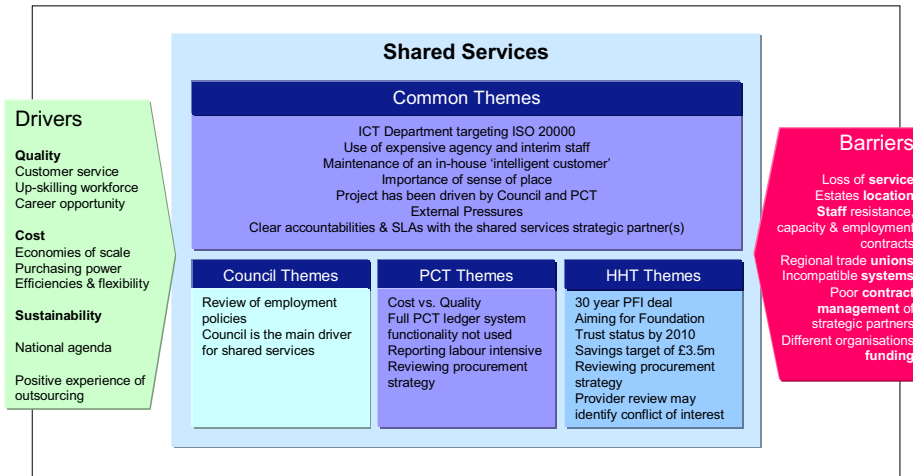 Shared Services
Drivers
Quality
Customer service
Up-skilling workforce
Career opportunity
Cost
Economies of scale
Purchasing power
Efficiencies & flexibility
Sustainability
National agenda
Positive experience of
outsourcing
Common Themes
ICT Department targeting ISO 20000
Use of expensive agency and interim staff
Maintenance of an in-house ‘intelligent customer’
Importance of sense of place
Project has been driven by Council and PCT
External Pressures
Clear accountabilities & SLAs with the shared services strategic partner(s)
Council Themes
Review of employment
policies
Council is the main driver
for shared services
PCT Themes
Cost vs. Quality
Full PCT ledger system
functionality not used
Reporting labour intensive
Reviewing procurement
strategy
HHT Themes
30 year PFI deal
Aiming for Foundation
Trust status by 2010
Savings target of £3.5m
Reviewing procurement
strategy
Provider review may
identify conflict of interest
Barriers
Loss of service
Estates location
Staff resistance,
capacity & employment
contracts
Regional trade unions
Incompatible systems
Poor contract
management of
strategic partners
Different organisations
funding